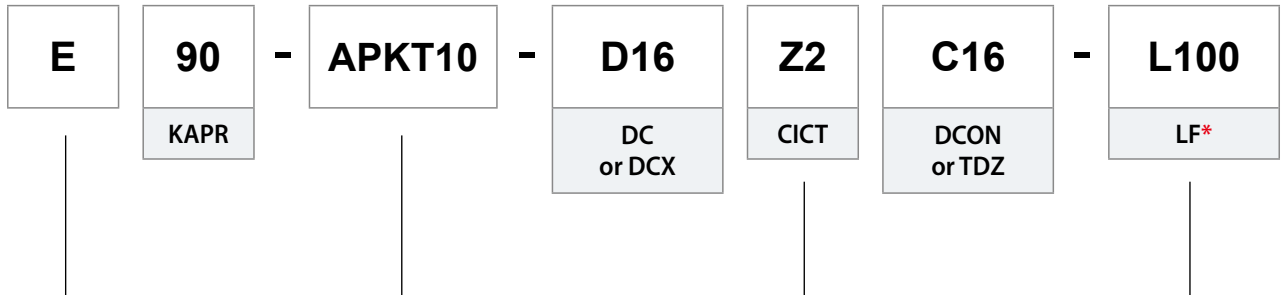 E 90 - APKT10 - D16 Z2 C16 - L100
KAPR DC CICT DCON LF*
or DCX or TDZ